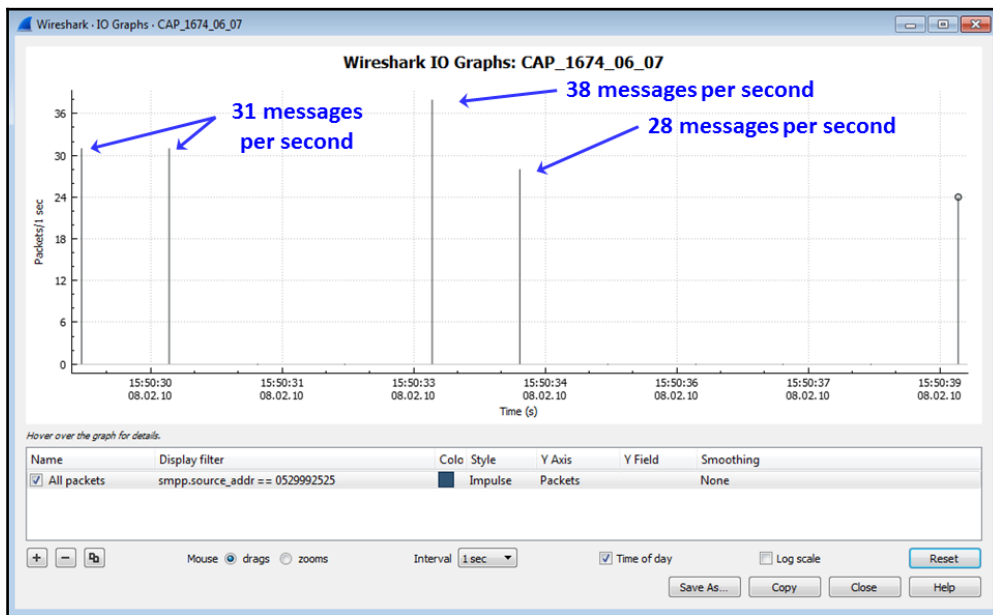 Wireshark · IO Graphs · CAP_1674_06_07
Wireshark IO Graphs: CAP_1674_06_07
31 messages
per second
38 messages per second
28 messages per second
Packets/1 sec
36
30
24
18
12
6
0
15:50:30 15:50:31 15:50:33 15:50:34 15:50:36 15:50:37 15:50:39
08.02.10 08.02.10 08.02.10 08.02.10 08.02.10 08.02.10 08.02.10
Time (s)
Hover over the graph for details.
Name Display filter Colo Style Y Axis Y Field Smoothing
All packets smpp.source_addr == 0529992525 Impulse Packets None
Mouse drags zooms Interval 1 sec Time of day Log scale Reset
Save As... Copy Close Help